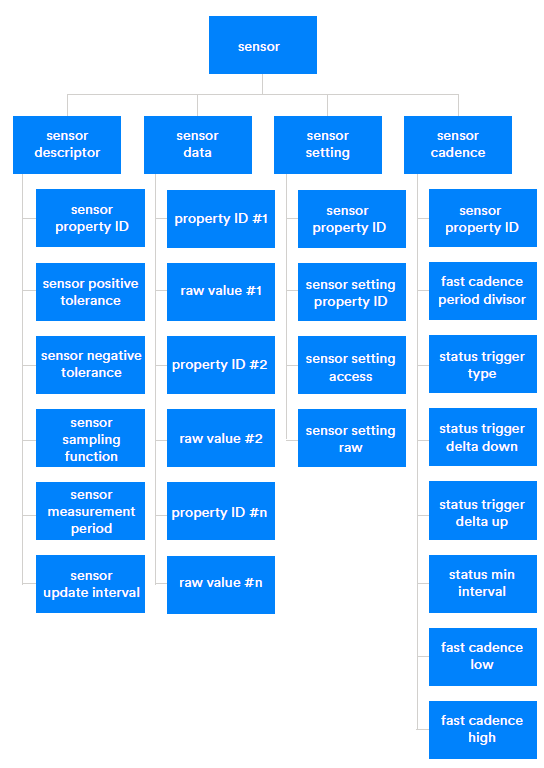 sensor
sensor
descriptor
sensor
data
sensor
setting
sensor
cadence
sensor
property ID
sensor positive
tolerance
sensor negative
tolerance
sensor
sampling
function
sensor
measurement
period
sensor
update interval
property ID #1
raw value #1
property ID #2
raw value #2
property ID #n
raw value #n
sensor
property ID
sensor setting
property ID
sensor setting
access
sensor setting
raw
sensor
property ID
fast cadence
period divisor
status trigger
type
status trigger
delta down
status trigger
delta up
status min
interval
fast cadence
low
fast cadence
high